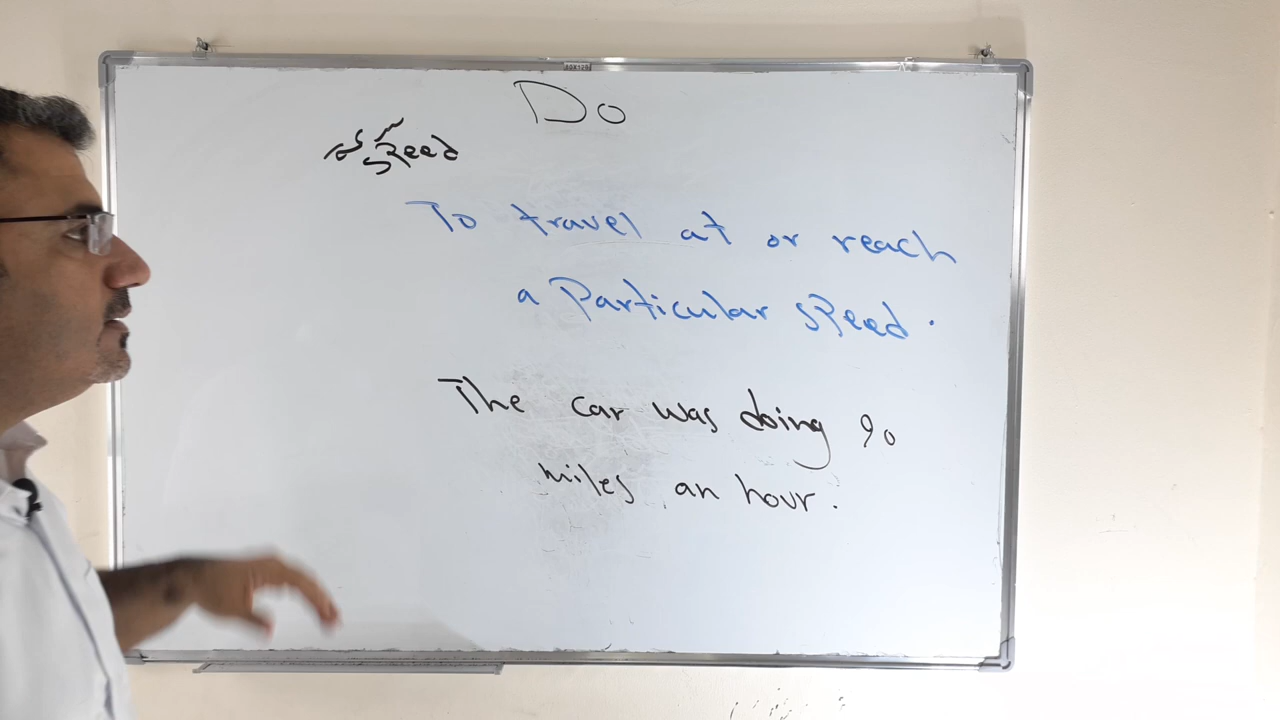 Do
speed
To travel at or reach
a particular speed.
The car was doing 90
miles an hour.